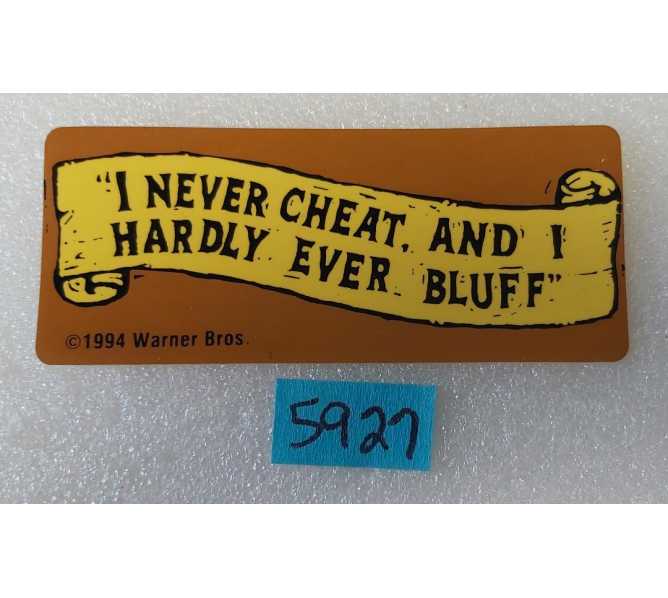 "I NEVER CHEAT, AND I
HARDLY EVER BLUFF"
©1994 Warner Bros.
5927